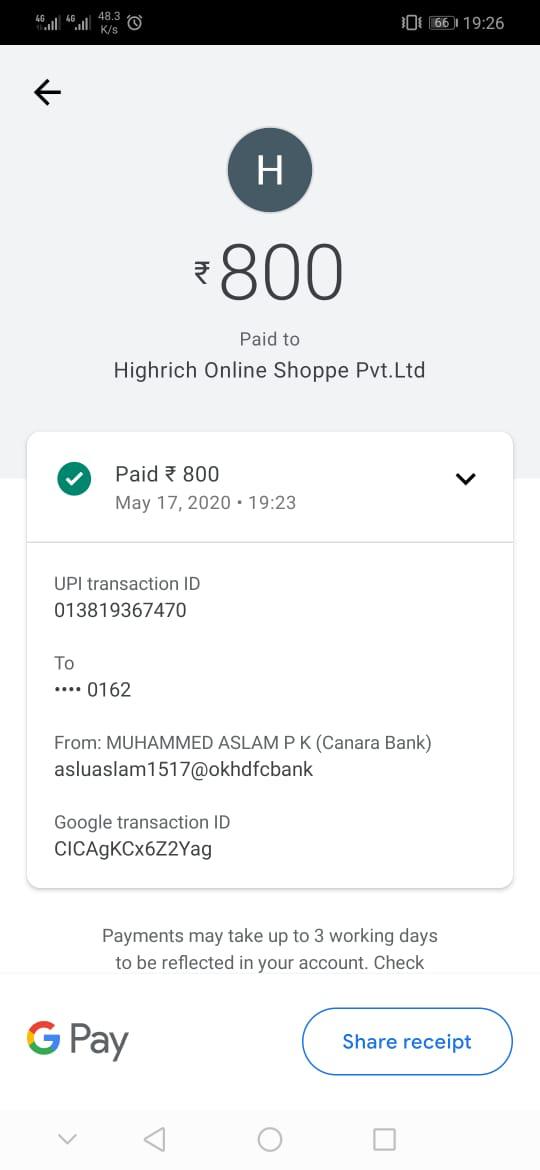 4G 4G 48.3 K/s 66 19:26
H
₹800
Paid to
Highrich Online Shoppe Pvt.Ltd
Paid ₹ 800
May 17, 2020 • 19:23
UPI transaction ID
013819367470
To
•••• 0162
From: MUHAMMED ASLAM P K (Canara Bank)
asluaslam1517@okhdfcbank
Google transaction ID
CICAgKCx6Z2Yag
Payments may take up to 3 working days
to be reflected in your account. Check
G Pay
Share receipt